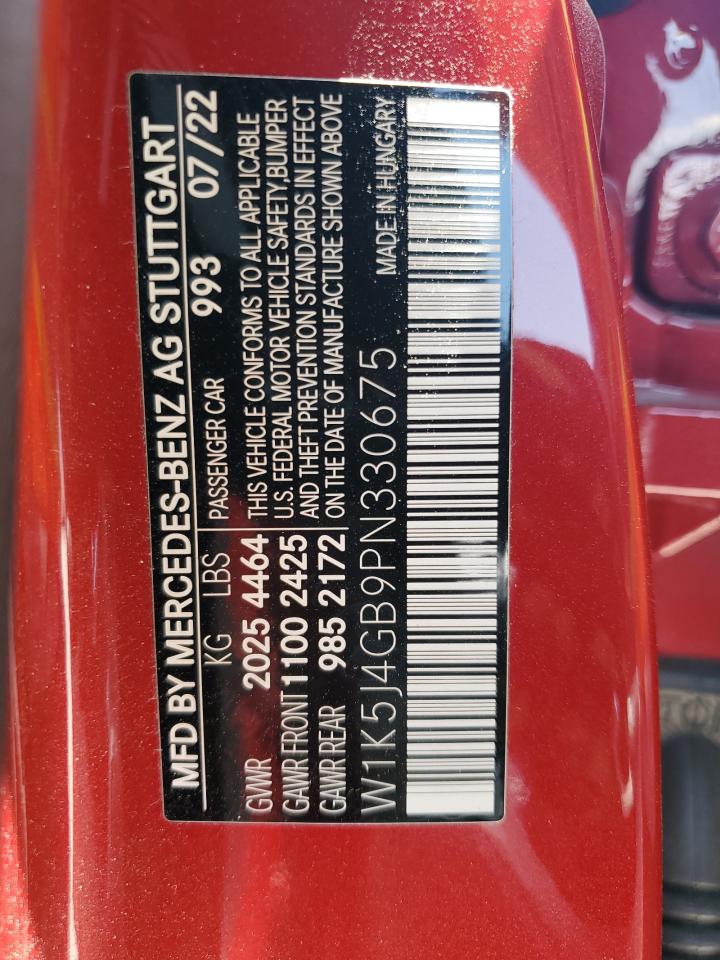 MFD BY MERCEDES-BENZ AG STUTTGART
KG LBS PASSENGER CAR 993 07/22
GVWR 2025 4464 THIS VEHICLE CONFORMS TO ALL APPLICABLE
GAWR FRONT 1100 2425 U.S. FEDERAL MOTOR VEHICLE SAFETY,BUMPER
GAWR REAR 985 2172 AND THEFT PREVENTION STANDARDS IN EFFECT
ON THE DATE OF MANUFACTURE SHOWN ABOVE
W1K5J4GB9PN330675 MADE IN HUNGARY